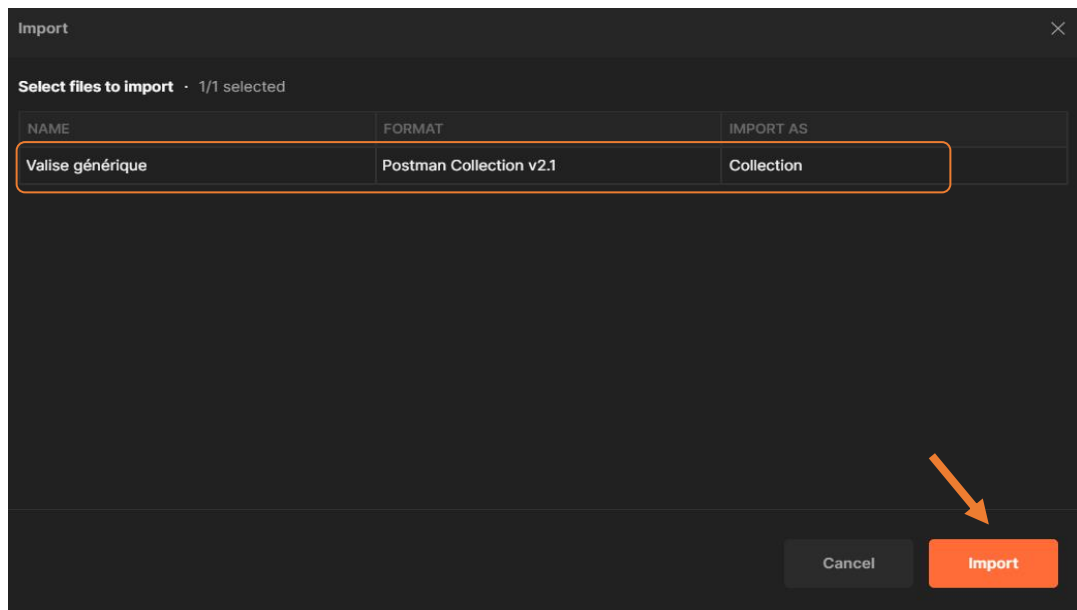 Import
Select files to import · 1/1 selected
NAME FORMAT IMPORT AS
Valise générique Postman Collection v2.1 Collection
Cancel Import